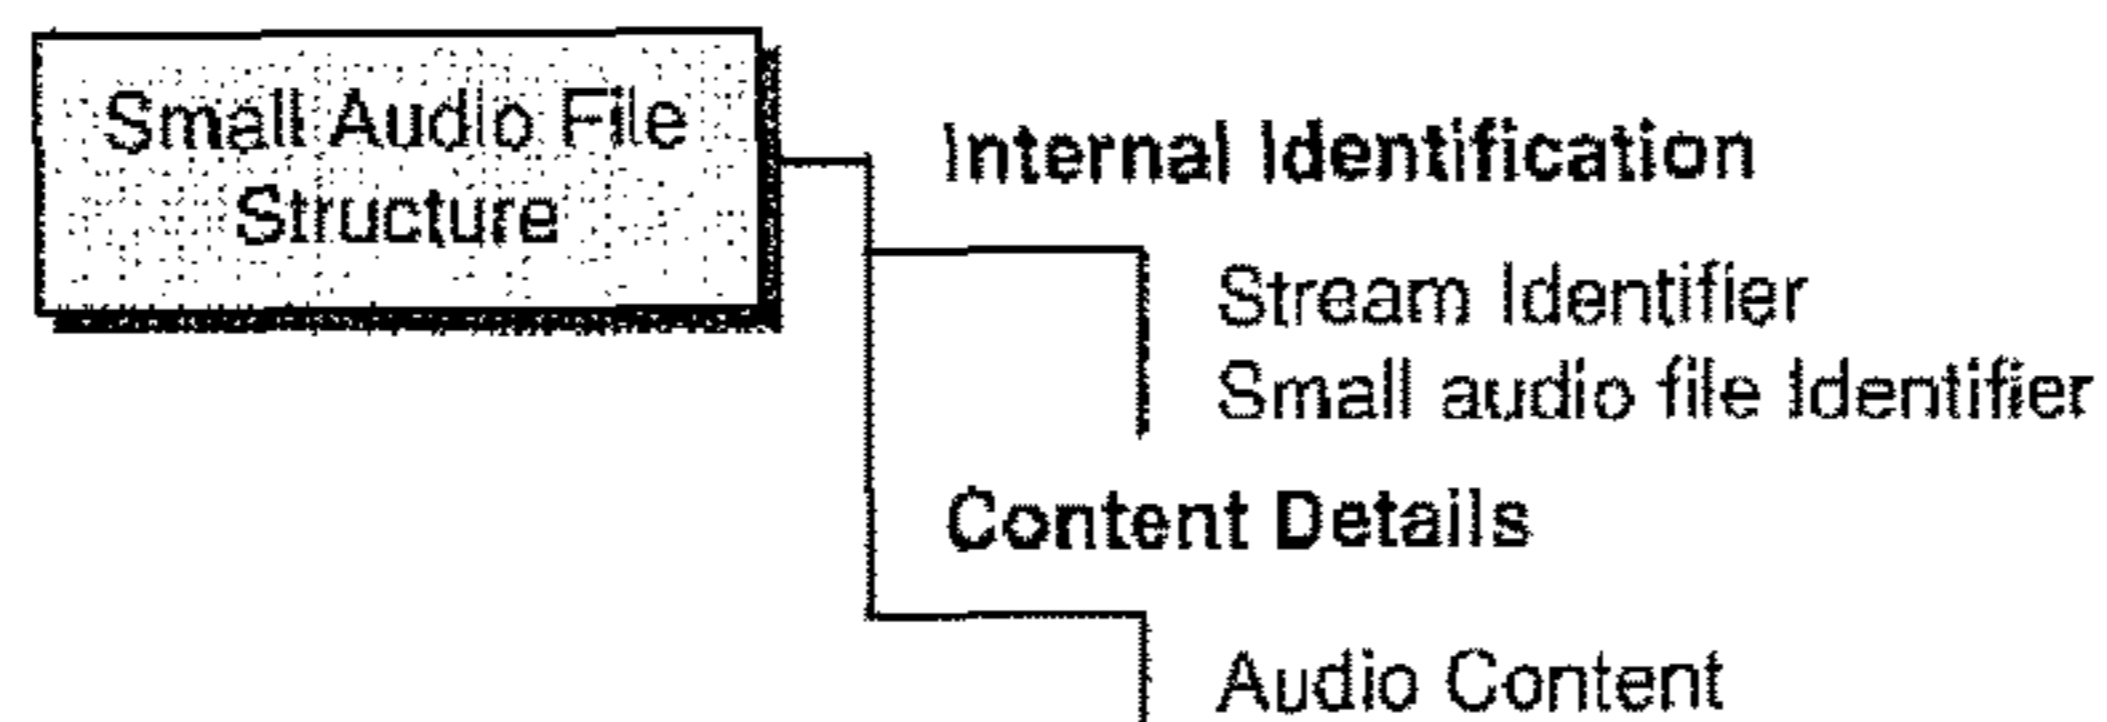 Small Audio File
Structure
Internal Identification
Stream Identifier
Small audio file Identifier
Content Details
Audio Content